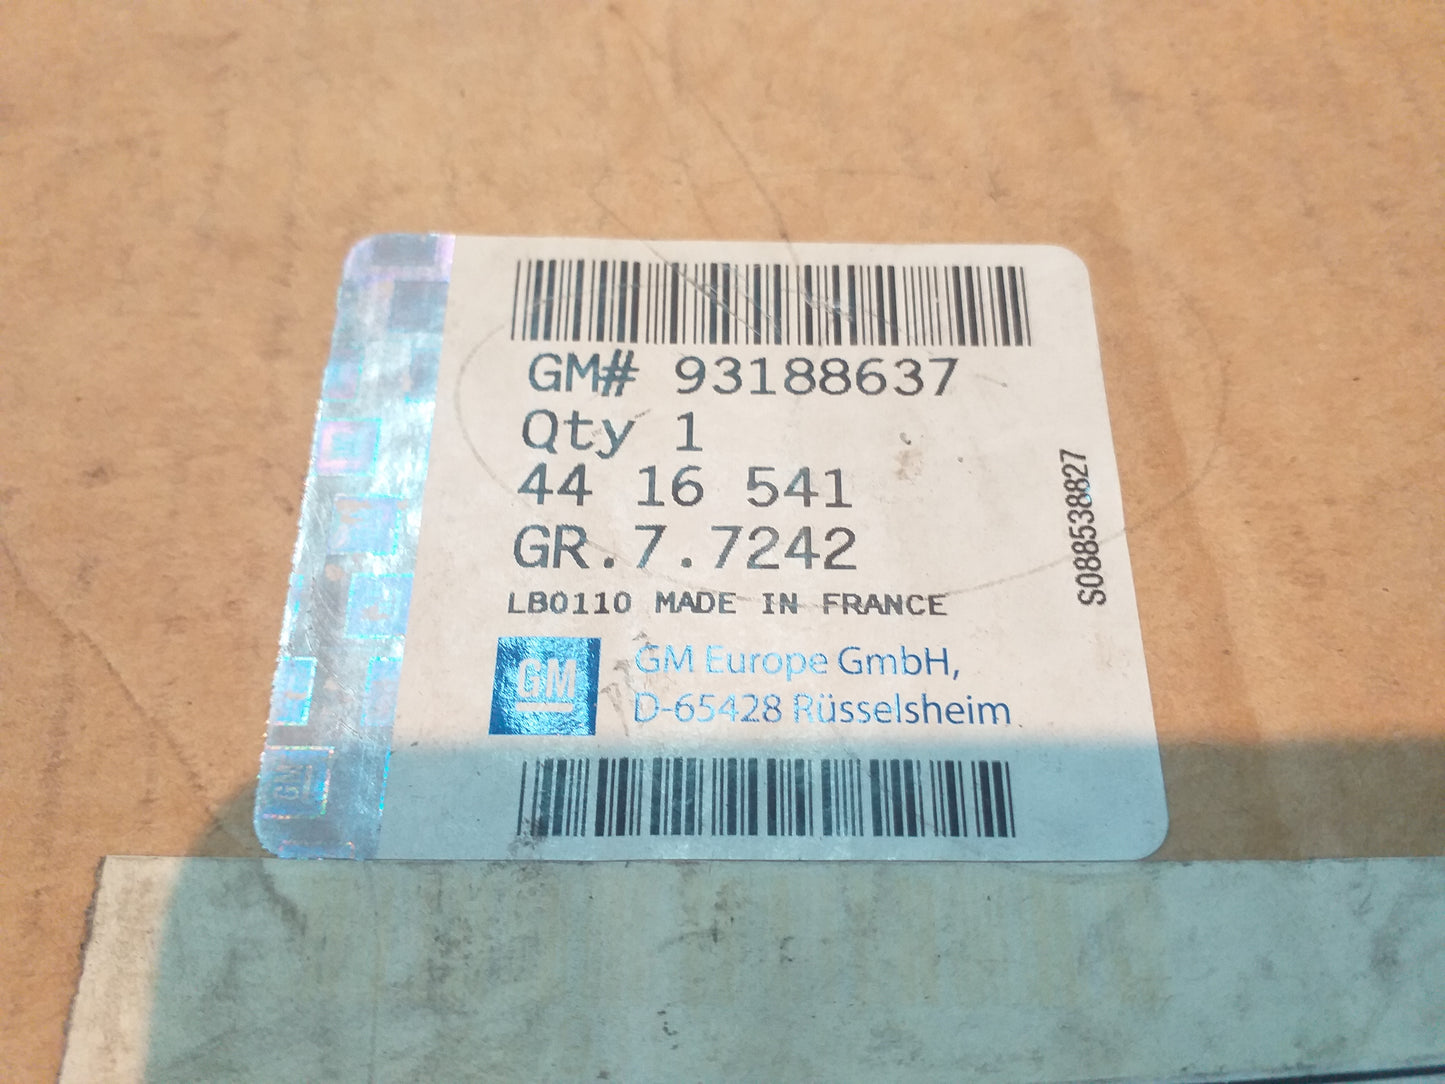 GM# 93188637
Qty 1
44 16 541
GR.7.7242
LB0110 MADE IN FRANCE
GM
GM Europe GmbH,
D-65428 Rüsselsheim
S088538827
GM